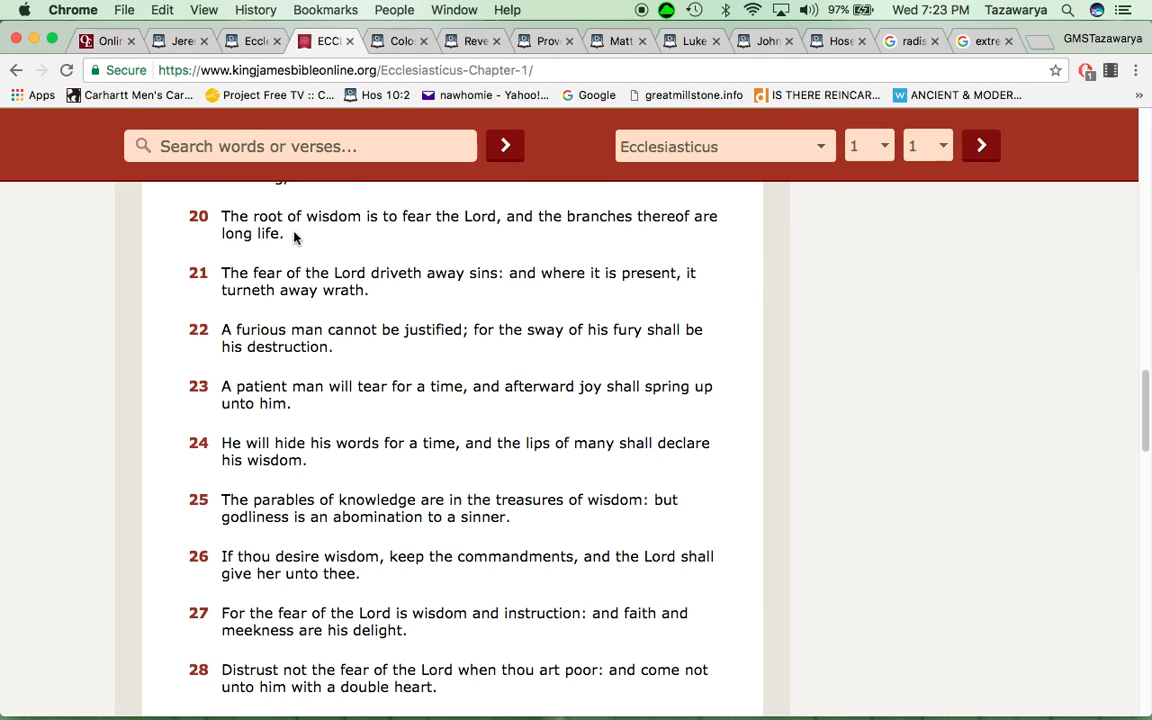 Chrome File Edit View History Bookmarks People Window Help 97% Wed 7:23 PM Tazawarya
Onlin Jerem Eccle ECCL Colos Reve Prove Matt Luke John Hose radis extre GMSTazawarya
Secure https://www.kingjamesbibleonline.org/Ecclesiasticus-Chapter-1/
Apps Carhartt Men's Car... Project Free TV :: C... Hos 10:2 nawhomie - Yahoo!... Google greatmillstone.info IS THERE REINCAR... ANCIENT & MODER... »
Search words or verses... Ecclesiasticus 1 1
20 The root of wisdom is to fear the Lord, and the branches thereof are
long life.
21 The fear of the Lord driveth away sins: and where it is present, it
turneth away wrath.
22 A furious man cannot be justified; for the sway of his fury shall be
his destruction.
23 A patient man will tear for a time, and afterward joy shall spring up
unto him.
24 He will hide his words for a time, and the lips of many shall declare
his wisdom.
25 The parables of knowledge are in the treasures of wisdom: but
godliness is an abomination to a sinner.
26 If thou desire wisdom, keep the commandments, and the Lord shall
give her unto thee.
27 For the fear of the Lord is wisdom and instruction: and faith and
meekness are his delight.
28 Distrust not the fear of the Lord when thou art poor: and come not
unto him with a double heart.